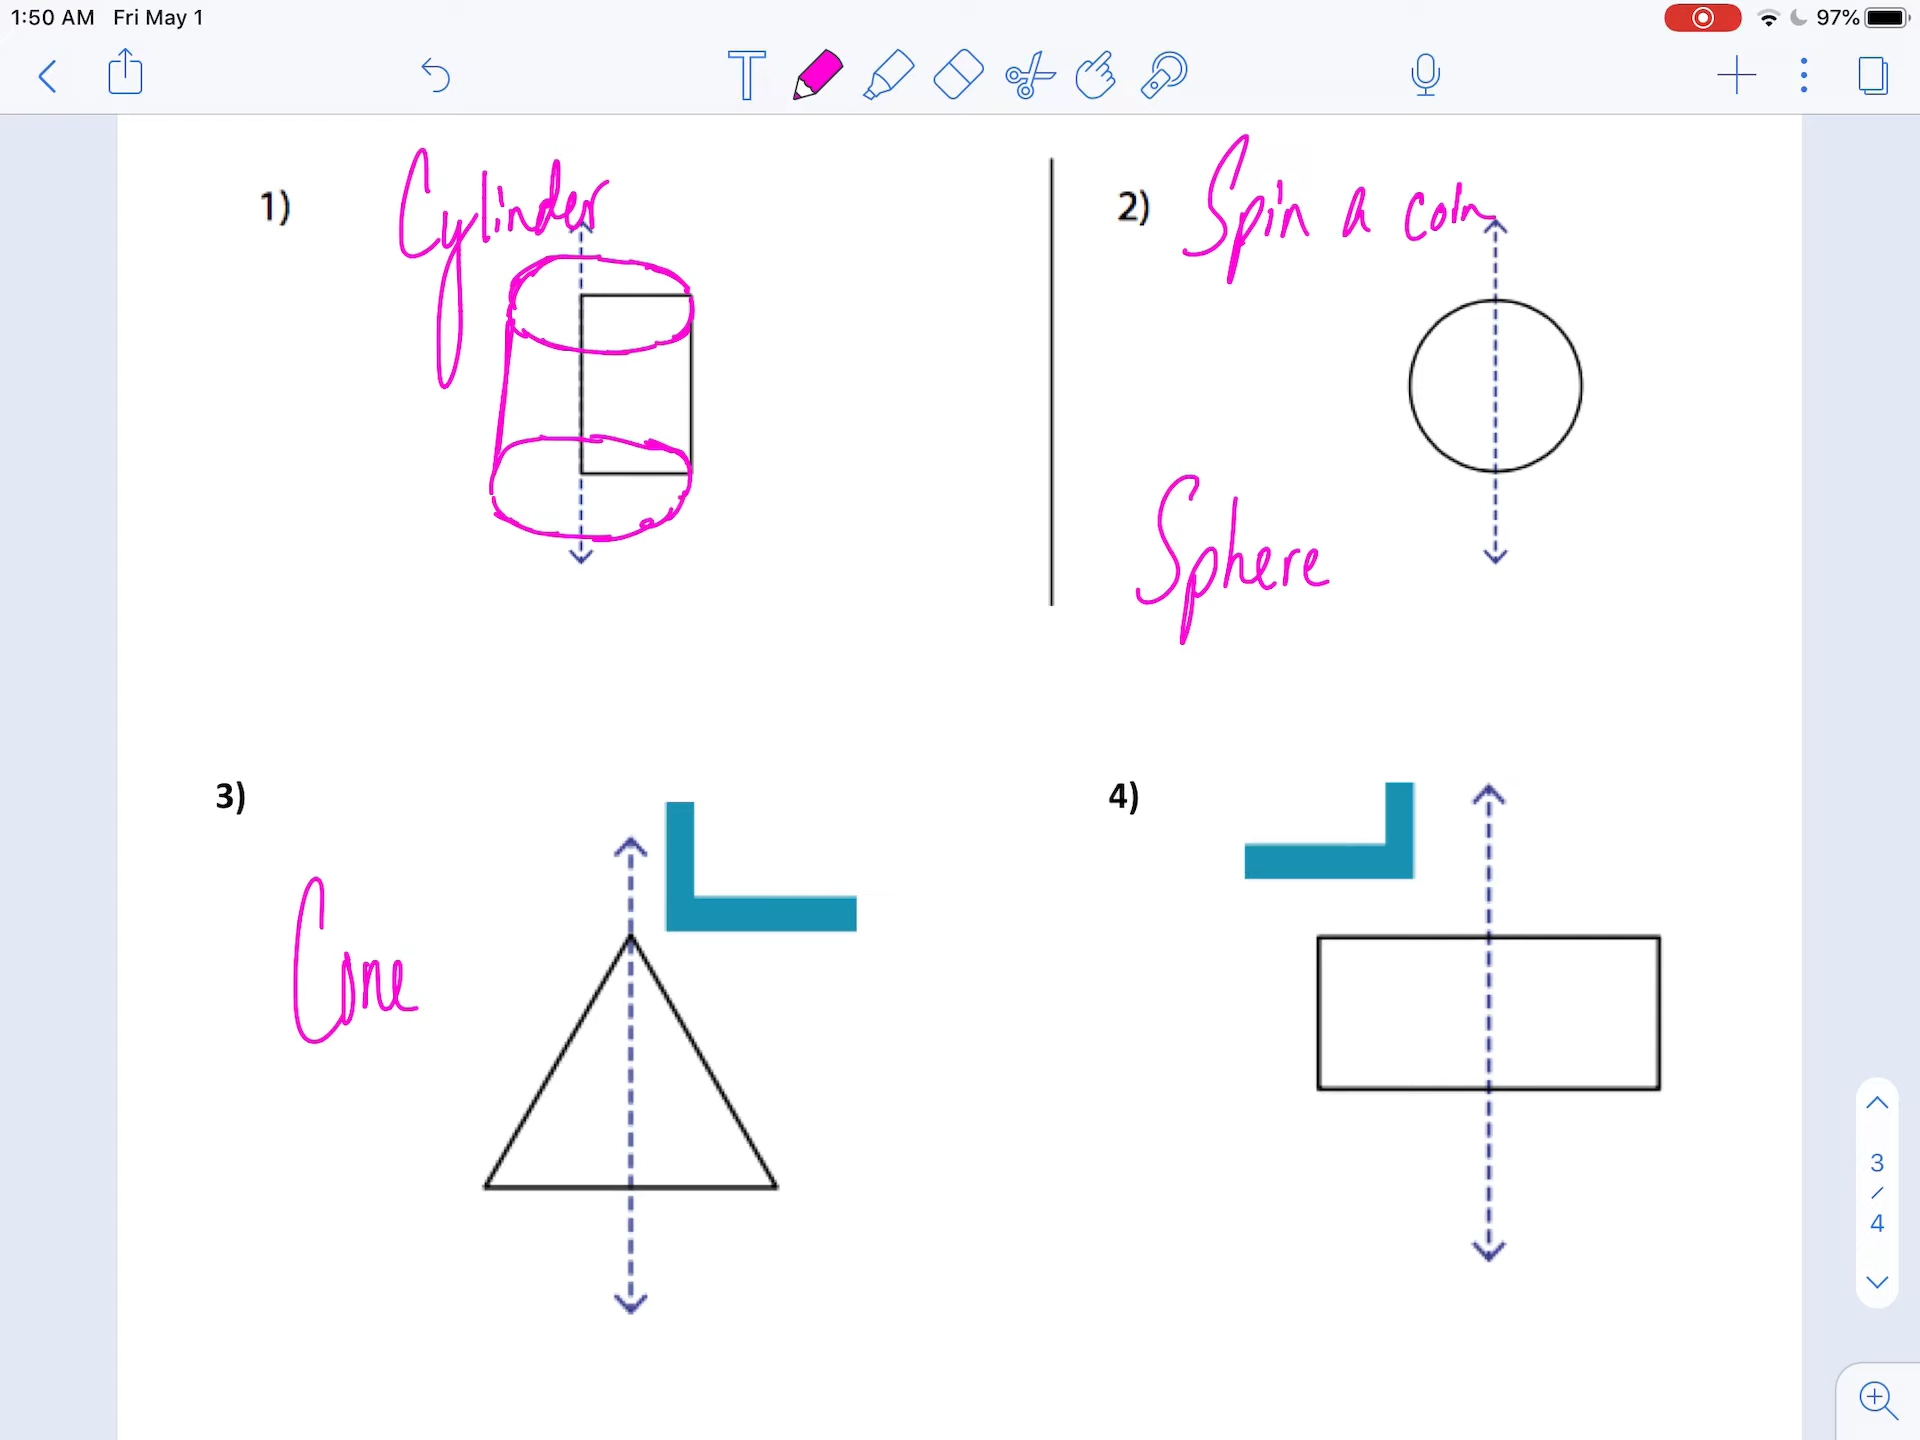 1:50 AM Fri May 1
97%
1) Cylinder
2) Spin a coin
Sphere
3)
Cone
4)
3
/
4